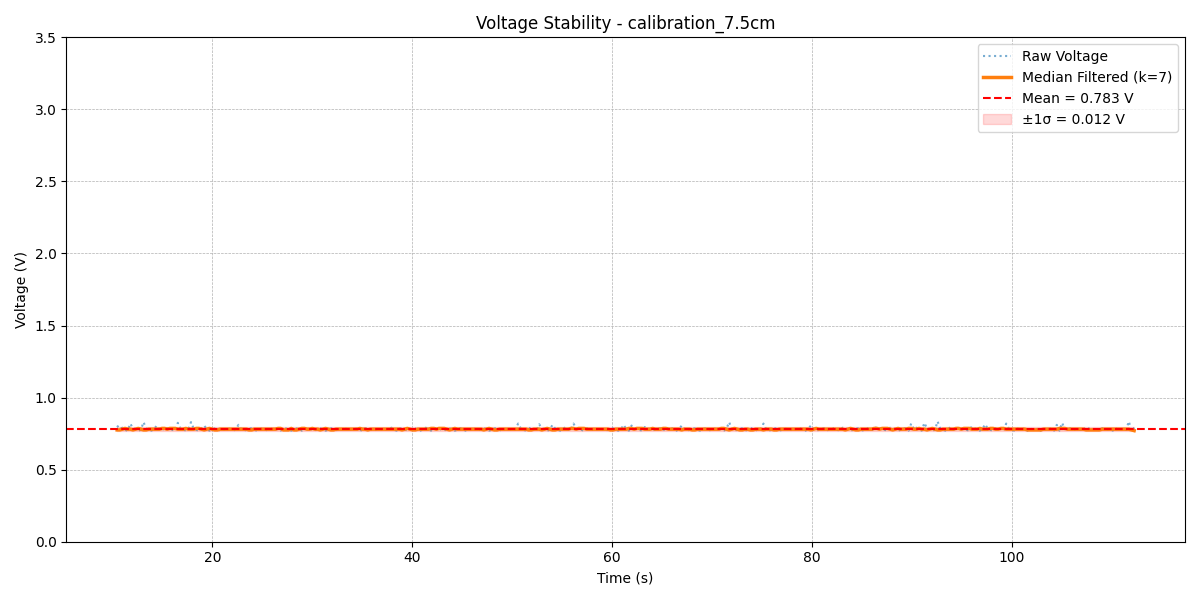 Voltage Stability - calibration_7.5cm
Raw Voltage
Median Filtered (k=7)
Mean = 0.783 V
±1σ = 0.012 V
Voltage (V)
3.5
3.0
2.5
2.0
1.5
1.0
0.5
0.0
20 40 60 80 100
Time (s)